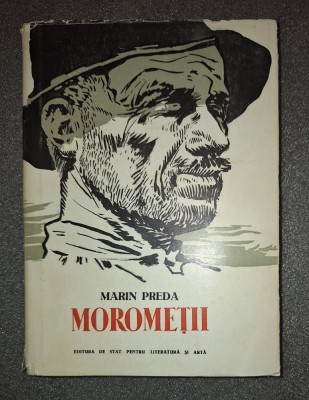 MARIN PREDA
MOROMEȚII
EDITURA DE STAT PENTRU LITERATURĂ ȘI ARTĂ